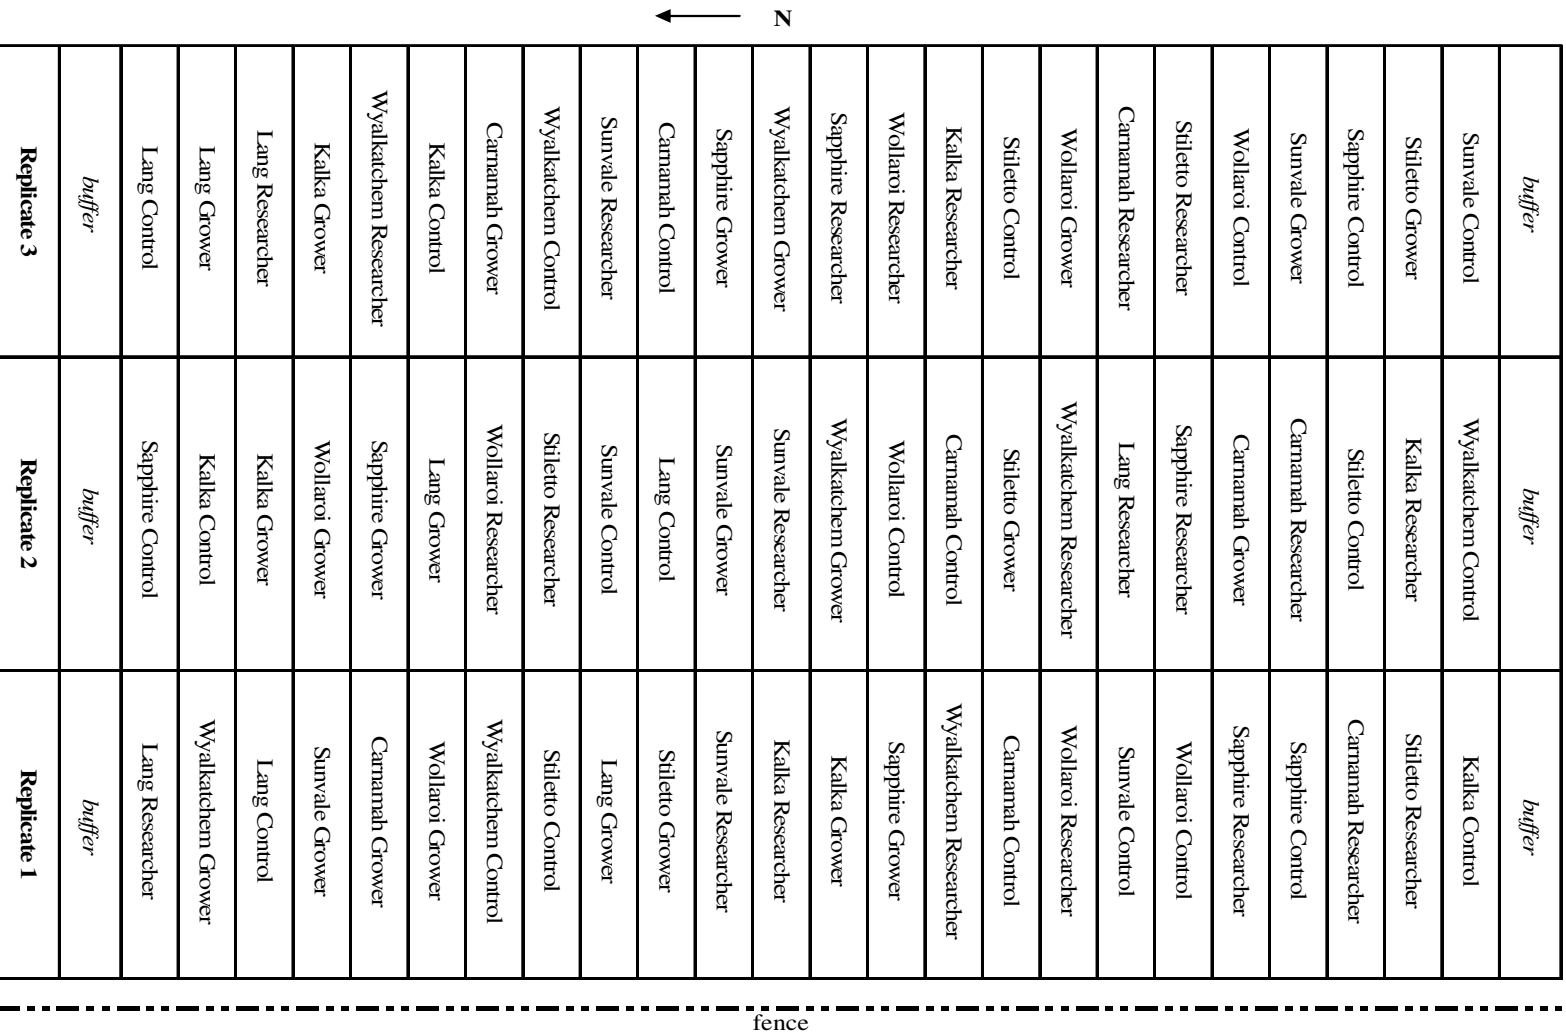 N
Replicate 3
buffer
Lang Control
Lang Grower
Lang Researcher
Kalka Grower
Wyalkatchem Researcher
Kalka Control
Carnamah Grower
Wyalkatchem Control
Sunvale Researcher
Carnamah Control
Sapphire Grower
Wyalkatchem Grower
Sapphire Researcher
Wollaroi Researcher
Kalka Researcher
Stiletto Control
Wollaroi Grower
Carnamah Researcher
Stiletto Researcher
Wollaroi Control
Sunvale Grower
Sapphire Control
Stiletto Grower
Sunvale Control
buffer
Replicate 2
buffer
Sapphire Control
Kalka Control
Kalka Grower
Wollaroi Grower
Sapphire Grower
Lang Grower
Wollaroi Researcher
Stiletto Researcher
Sunvale Control
Lang Control
Sunvale Grower
Sunvale Researcher
Wyalkatchem Grower
Wollaroi Control
Carnamah Control
Stiletto Grower
Wyalkatchem Researcher
Lang Researcher
Sapphire Researcher
Carnamah Grower
Carnamah Researcher
Stiletto Control
Kalka Researcher
Wyalkatchem Control
buffer
Replicate 1
buffer
Lang Researcher
Wyalkatchem Grower
Lang Control
Sunvale Grower
Carnamah Grower
Wollaroi Grower
Wyalkatchem Control
Stiletto Control
Lang Grower
Stiletto Grower
Sunvale Researcher
Kalka Researcher
Kalka Grower
Sapphire Grower
Wyalkatchem Researcher
Carnamah Control
Wollaroi Researcher
Sunvale Control
Wollaroi Control
Sapphire Researcher
Sapphire Control
Carnamah Researcher
Stiletto Researcher
Kalka Control
buffer
fence